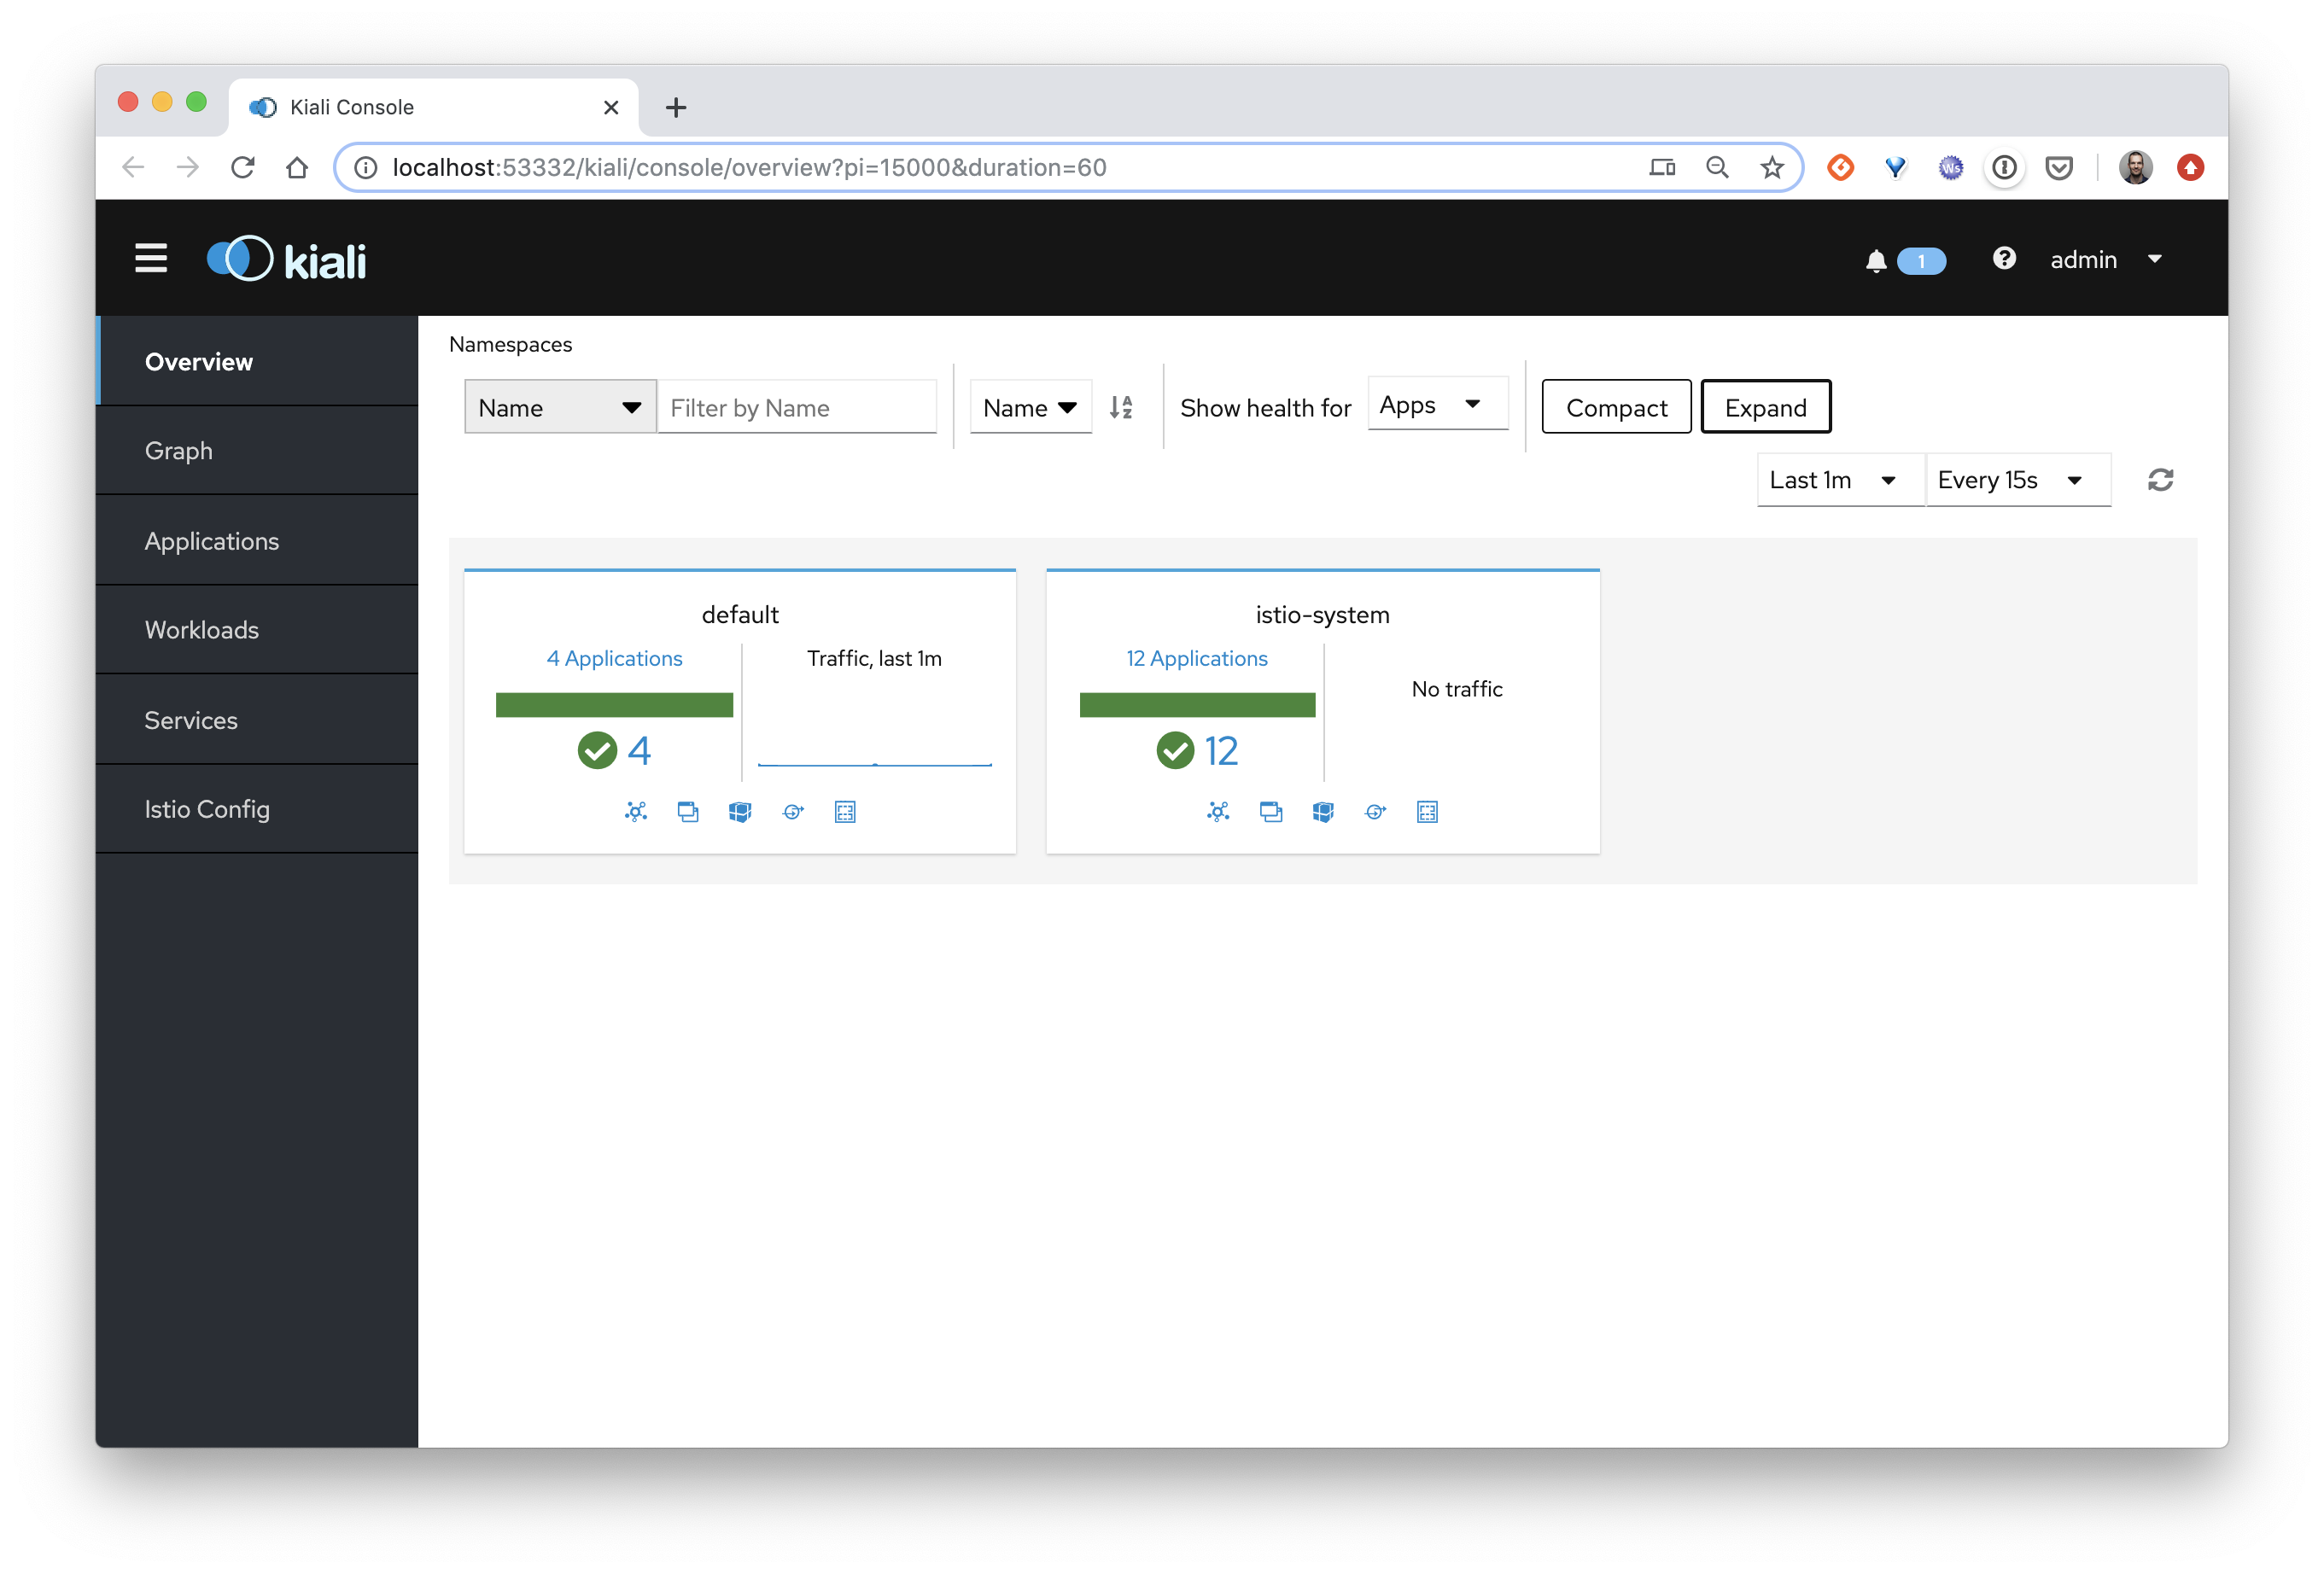 Kiali Console
localhost:53332/kiali/console/overview?pi=15000&duration=60
Ws
kiali
1
admin
Overview
Graph
Applications
Workloads
Services
Istio Config
Namespaces
Name
Filter by Name
Name
A
Z
Show health for
Apps
Compact
Expand
Last 1m
Every 15s
default
4 Applications
Traffic, last 1m
4
istio-system
12 Applications
No traffic
12